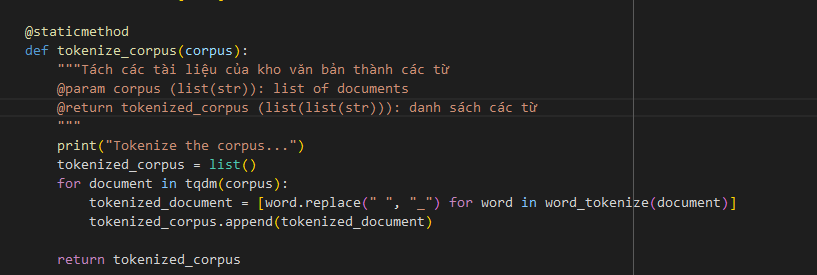 @staticmethod
def tokenize_corpus(corpus):
    """Tách các tài liệu của kho văn bản thành các từ
    @param corpus (list(str)): list of documents
    @return tokenized_corpus (list(list(str))): danh sách các từ
    """
    print("Tokenize the corpus...")
    tokenized_corpus = list()
    for document in tqdm(corpus):
        tokenized_document = [word.replace(" ", "_") for word in word_tokenize(document)]
        tokenized_corpus.append(tokenized_document)
    return tokenized_corpus